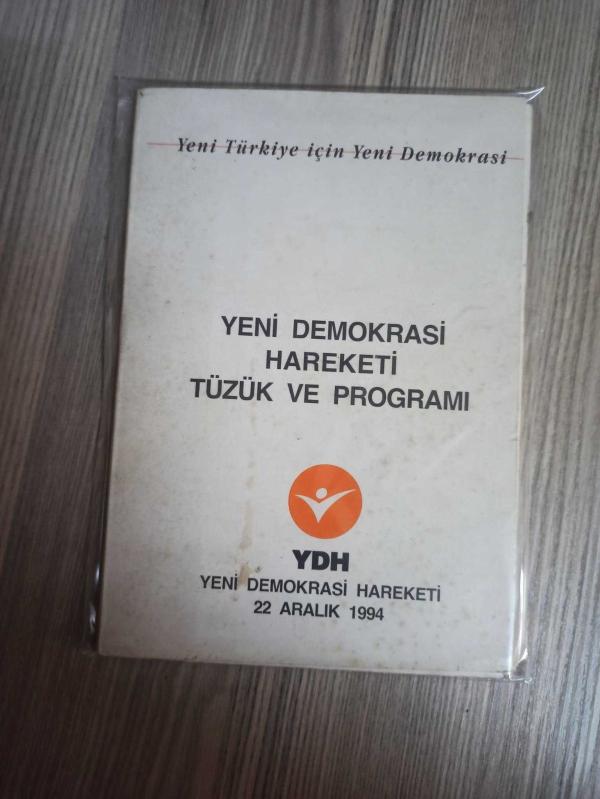 Yeni Türkiye için Yeni Demokrasi
YENİ DEMOKRASİ
HAREKETİ
TÜZÜK VE PROGRAMI
YDH
YENİ DEMOKRASİ HAREKETİ
22 ARALIK 1994